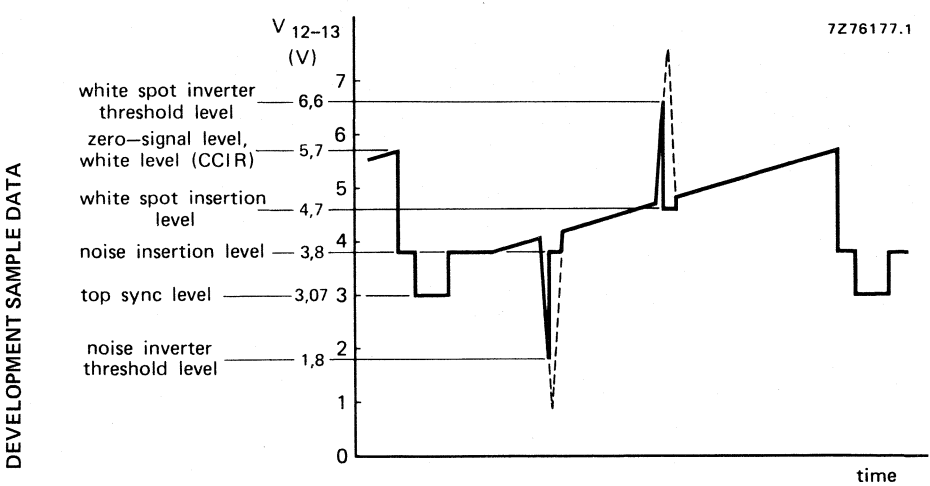 V 12–13
(V)
7Z76177.1
7
white spot inverter
threshold level
6,6
6
zero–signal level,
white level (CCIR)
5,7
5
white spot insertion
level
4,7
4
noise insertion level
3,8
top sync level
3,07
3
2
noise inverter
threshold level
1,8
1
0
time
DEVELOPMENT SAMPLE DATA